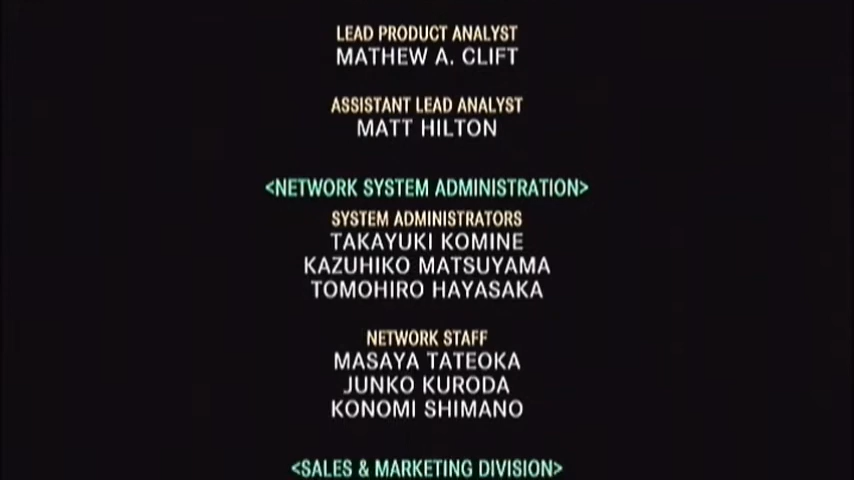 LEAD PRODUCT ANALYST
MATHEW A. CLIFT
ASSISTANT LEAD ANALYST
MATT HILTON
<NETWORK SYSTEM ADMINISTRATION>
SYSTEM ADMINISTRATORS
TAKAYUKI KOMINE
KAZUHIKO MATSUYAMA
TOMOHIRO HAYASAKA
NETWORK STAFF
MASAYA TATEOKA
JUNKO KURODA
KONOMI SHIMANO
<SALES & MARKETING DIVISION>